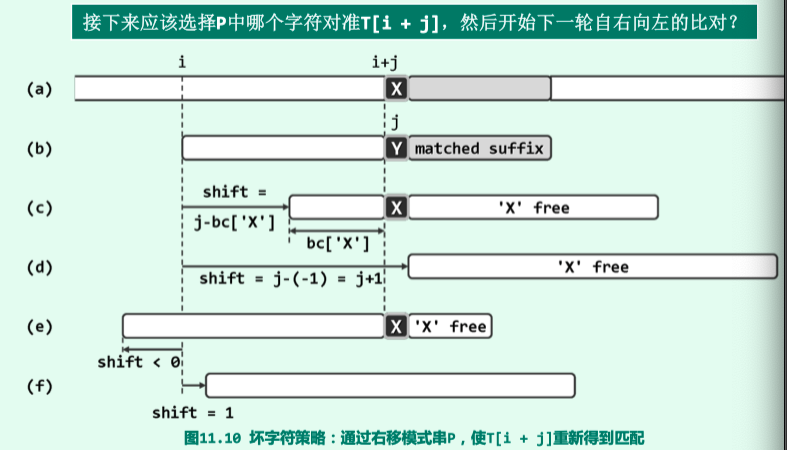 接下来应该选择P中哪个字符对准T[i + j]，然后开始下一轮自右向左的比对？
i i+j
(a) X
j
(b) Y matched suffix
shift =
(c) X 'X' free
j-bc['X']
bc['X']
(d) 'X' free
shift = j-(-1) = j+1
(e) X 'X' free
shift < 0
(f)
shift = 1
图11.10 坏字符策略：通过右移模式串P，使T[i + j]重新得到匹配